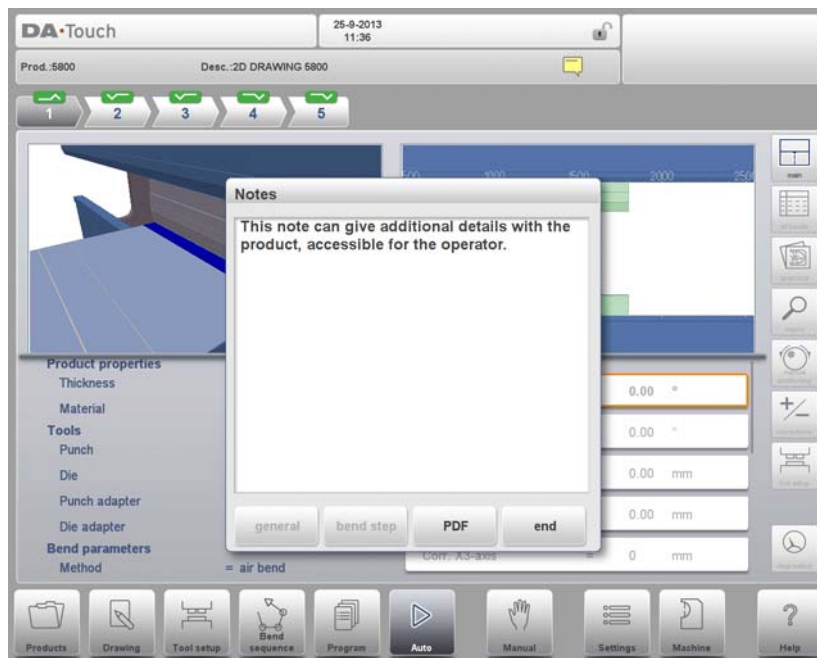 DA•Touch
25-9-2013
11:36
Prod.:5800
Desc.:2D DRAWING 5800
1 2 3 4 5
1000
2000
main
Notes
This note can give additional details with the
product, accessible for the operator.
general bend step PDF end
Product properties
Thickness
Material
Tools
Punch
Die
Punch adapter
Die adapter
Bend parameters
Method = air bend
0.00 °
0.00 °
0.00 mm
0.00 mm
Corr. X3-axis = 0 mm
manual
positioning
Products
Drawing
Tool setup
Bend
sequence
Program
Auto
Manual
Settings
Machine
Help